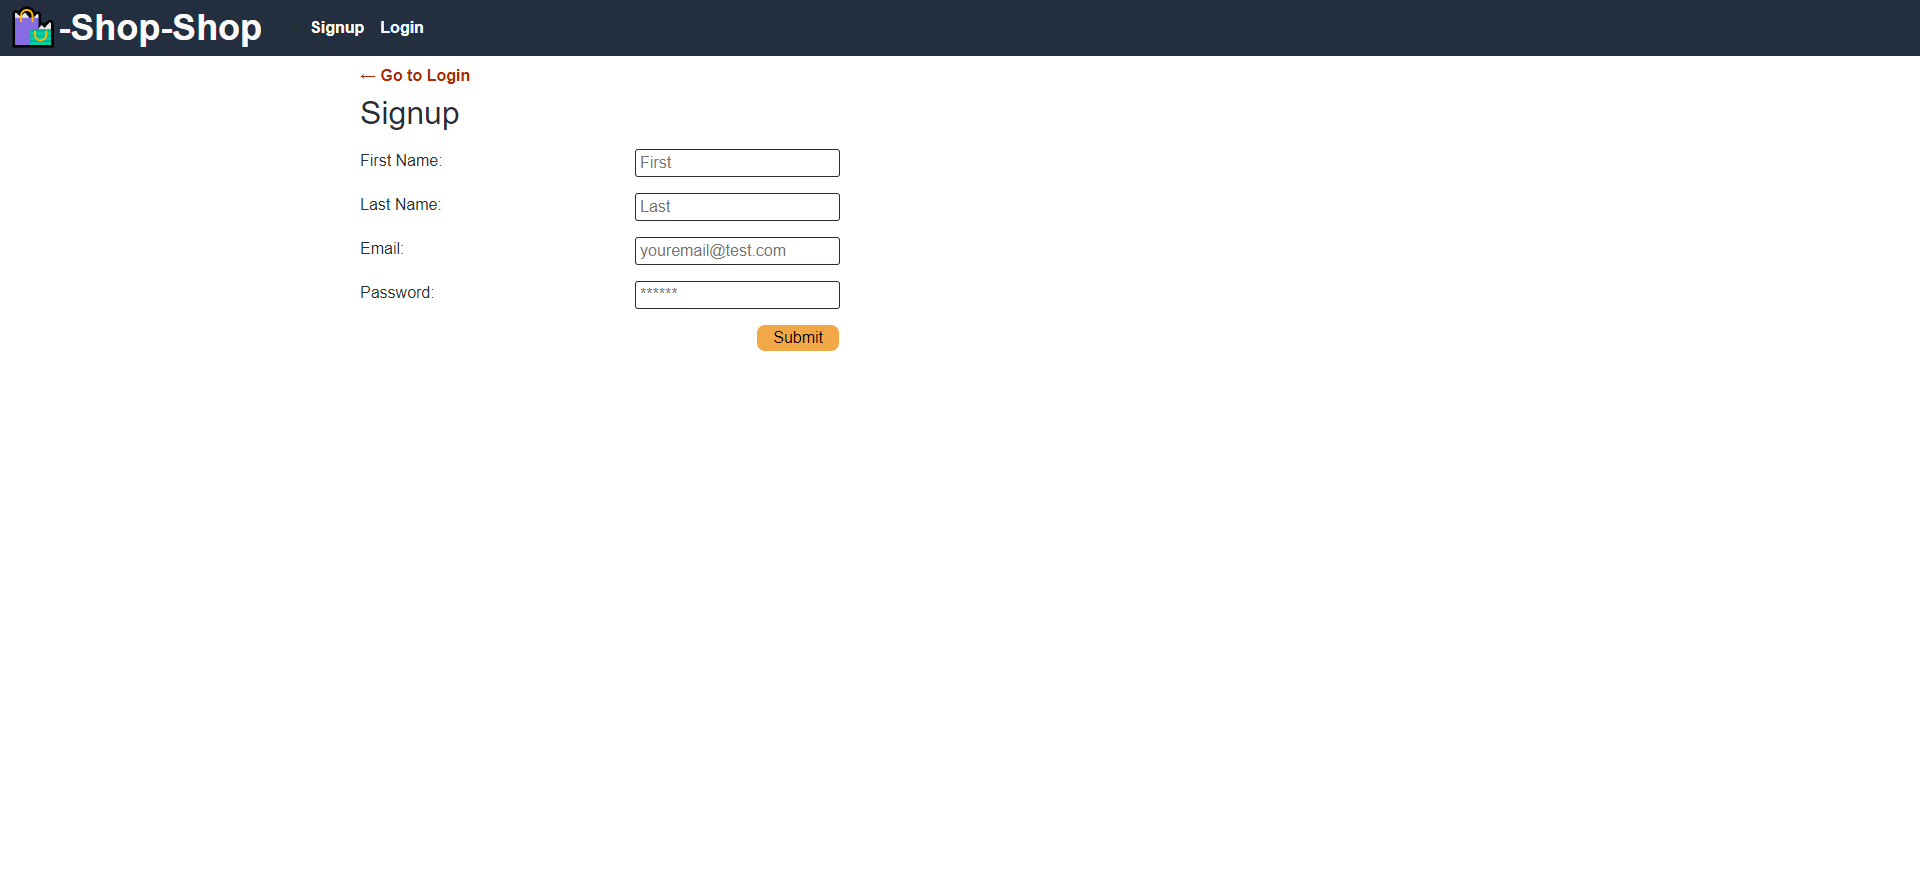 -Shop-Shop Signup Login
← Go to Login
Signup
First Name: First
Last Name: Last
Email: youremail@test.com
Password: ******
Submit